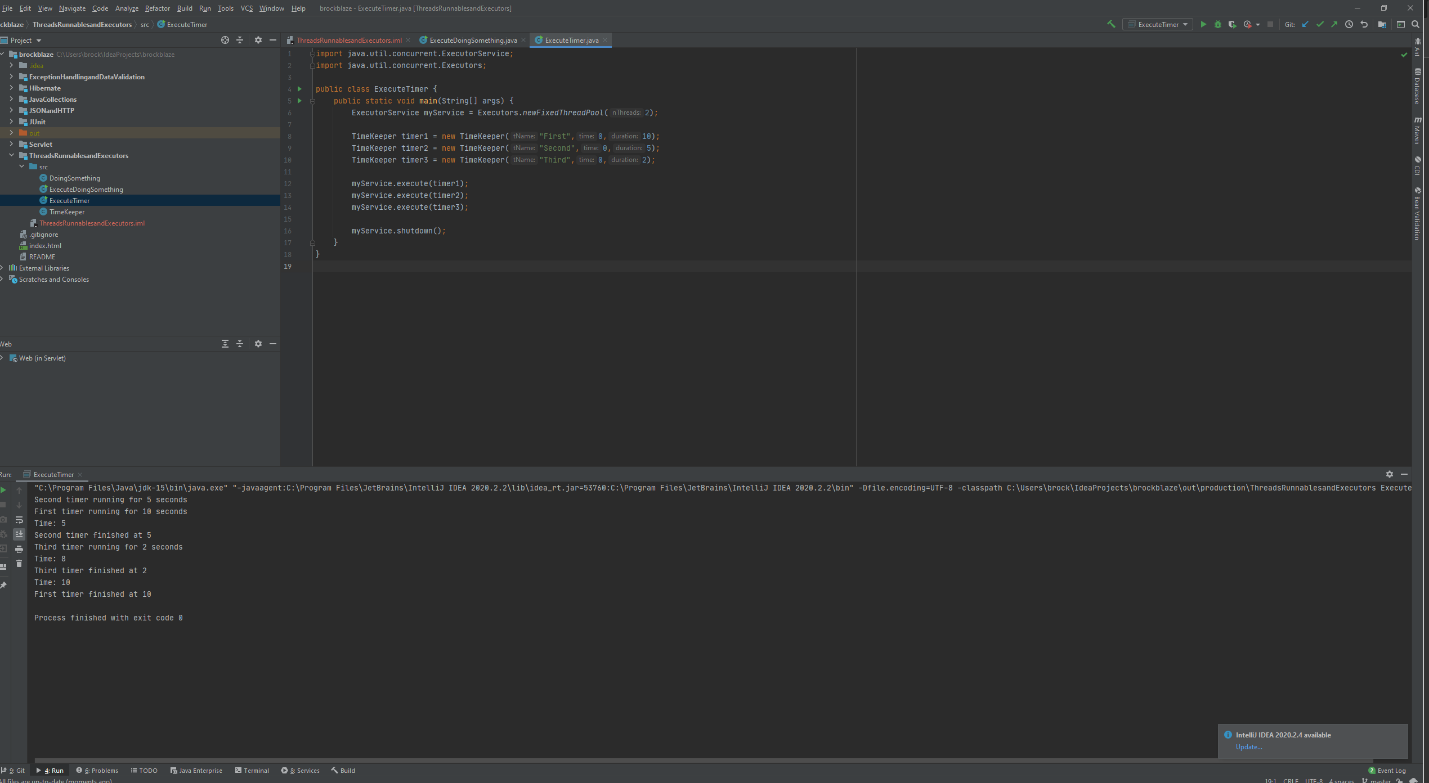 File Edit View Navigate Code Analyze Refactor Build Run Tools VCS Window Help brockblaze - ExecuteTimer.java [ThreadsRunnablesandExecutors]
ckblaze ThreadsRunnablesandExecutors src ExecuteTimer
ExecuteTimer Git:
Project
ThreadsRunnablesandExecutors.iml ExecuteDoingSomething.java ExecuteTimer.java
brockblaze C:\Users\brock\IdeaProjects\brockblaze
.idea
ExceptionHandlingandDataValidation
Hibernate
JavaCollections
JSONandHTTP
JUnit
out
Servlet
ThreadsRunnablesandExecutors
src
DoingSomething
ExecuteDoingSomething
ExecuteTimer
TimeKeeper
ThreadsRunnablesandExecutors.iml
.gitignore
index.html
README
External Libraries
Scratches and Consoles
Web
Web (in Servlet)
1 import java.util.concurrent.ExecutorService;
2 import java.util.concurrent.Executors;
3
4 public class ExecuteTimer {
5 public static void main(String[] args) {
6 ExecutorService myService = Executors.newFixedThreadPool( nThreads: 2);
7
8 TimeKeeper timer1 = new TimeKeeper( tName: "First", time: 0, duration: 10);
9 TimeKeeper timer2 = new TimeKeeper( tName: "Second", time: 0, duration: 5);
10 TimeKeeper timer3 = new TimeKeeper( tName: "Third", time: 0, duration: 2);
11
12 myService.execute(timer1);
13 myService.execute(timer2);
14 myService.execute(timer3);
15
16 myService.shutdown();
17 }
18 }
19
Ant
Database
Maven
CDI
Bean Validation
Run: ExecuteTimer
"C:\Program Files\Java\jdk-15\bin\java.exe" "-javaagent:C:\Program Files\JetBrains\IntelliJ IDEA 2020.2.2\lib\idea_rt.jar=53760:C:\Program Files\JetBrains\IntelliJ IDEA 2020.2.2\bin" -Dfile.encoding=UTF-8 -classpath C:\Users\brock\IdeaProjects\brockblaze\out\production\ThreadsRunnablesandExecutors Execute
Second timer running for 5 seconds
First timer running for 10 seconds
Time: 5
Second timer finished at 5
Third timer running for 2 seconds
Time: 8
Third timer finished at 2
Time: 10
First timer finished at 10
Process finished with exit code 0
IntelliJ IDEA 2020.2.4 available
Update...
9: Git 4: Run 6: Problems TODO Java Enterprise Terminal 8: Services Build 2 Event Log
files are up-to-date (moments ago) 19:1 CRLF UTF-8 4 spaces master